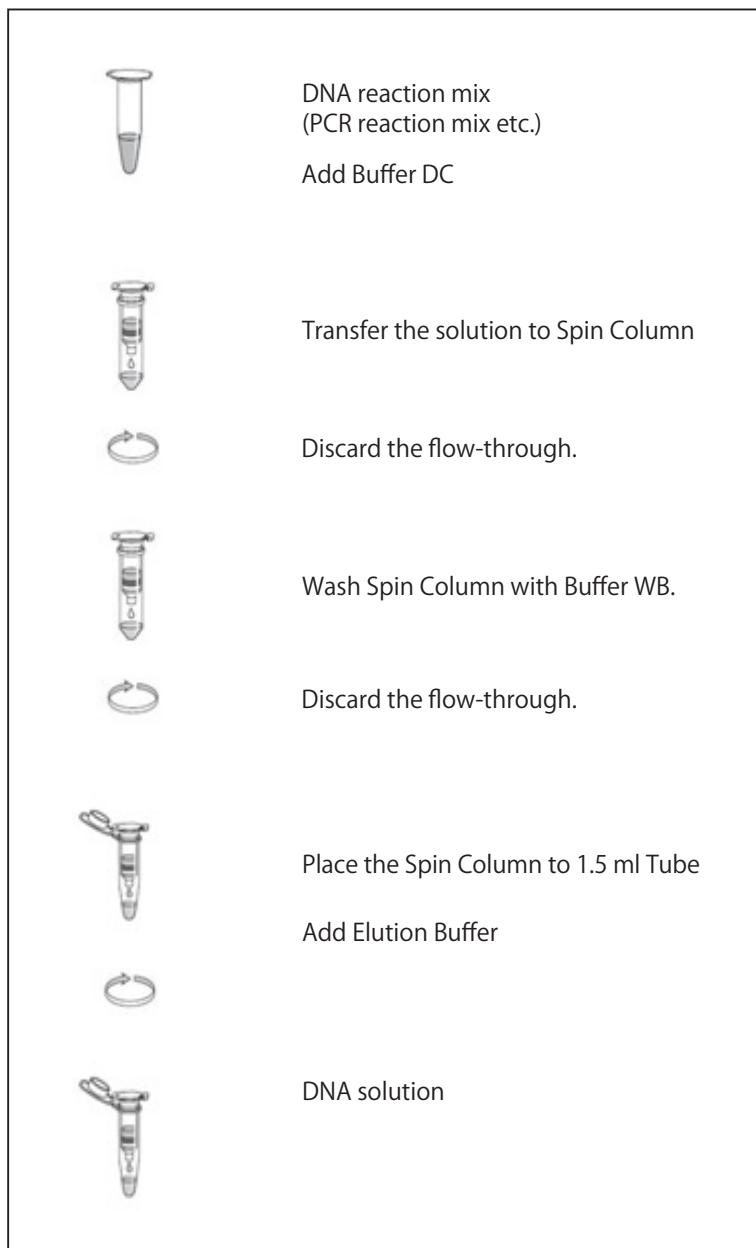 DNA reaction mix
(PCR reaction mix etc.)
Add Buffer DC
Transfer the solution to Spin Column
Discard the flow-through.
Wash Spin Column with Buffer WB.
Discard the flow-through.
Place the Spin Column to 1.5 ml Tube
Add Elution Buffer
DNA solution